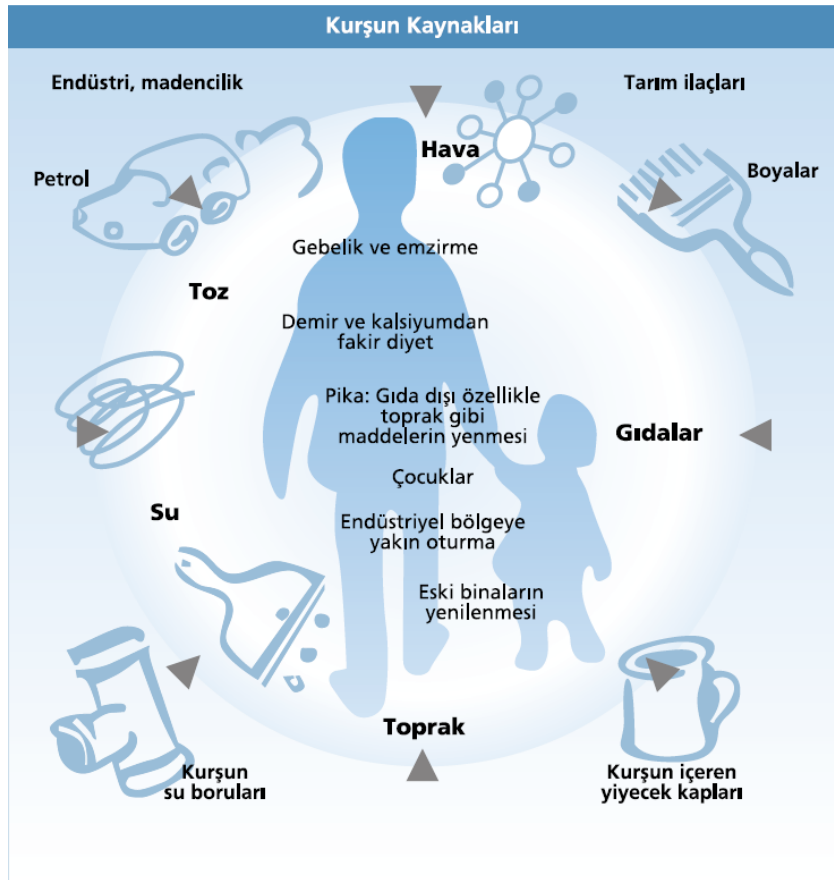 Kurşun Kaynakları
Endüstri, madencilik
Tarım ilaçları
Hava
Petrol
Boyalar
Gebelik ve emzirme
Toz
Demir ve kalsiyumdan
fakir diyet
Pika: Gıda dışı özellikle
toprak gibi
maddelerin yenmesi
Gıdalar
Çocuklar
Su
Endüstriyel bölgeye
yakın oturma
Eski binaların
yenilenmesi
Toprak
Kurşun
su boruları
Kurşun içeren
yiyecek kapları